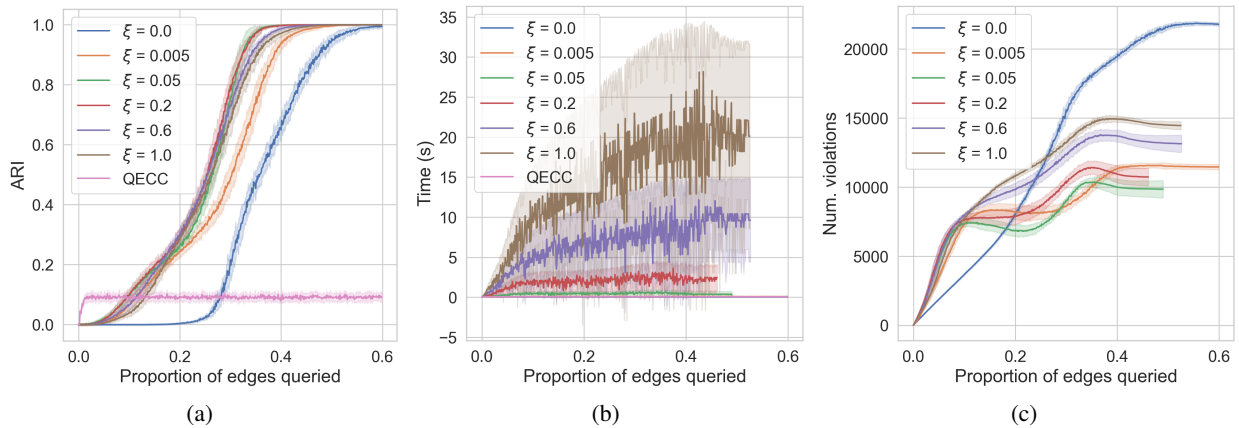 1.0
0.8
0.6
0.4
0.2
0.0
ARI
ξ = 0.0
ξ = 0.005
ξ = 0.05
ξ = 0.2
ξ = 0.6
ξ = 1.0
QECC
0.0 0.2 0.4 0.6
Proportion of edges queried
(a)
35
30
25
20
15
10
5
0
−5
Time (s)
ξ = 0.0
ξ = 0.005
ξ = 0.05
ξ = 0.2
ξ = 0.6
ξ = 1.0
QECC
0.0 0.2 0.4 0.6
Proportion of edges queried
(b)
20000
15000
10000
5000
0
Num. violations
ξ = 0.0
ξ = 0.005
ξ = 0.05
ξ = 0.2
ξ = 0.6
ξ = 1.0
0.0 0.2 0.4 0.6
Proportion of edges queried
(c)